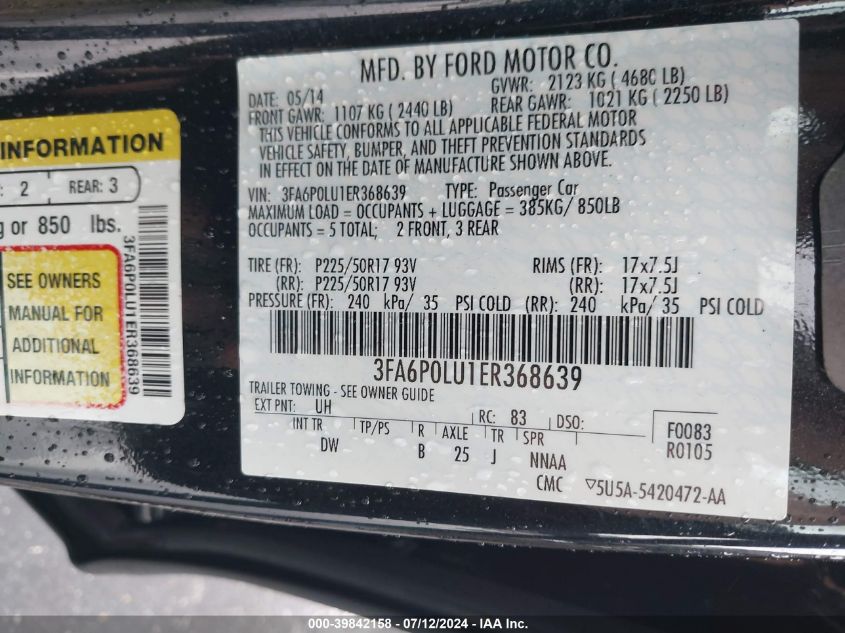 INFORMATION
: 2 REAR: 3
g or 850 lbs.
SEE OWNERS
MANUAL FOR
ADDITIONAL
INFORMATION
3FA6P0LU1ER368639
MFD. BY FORD MOTOR CO.
DATE: 05/14 GVWR: 2123 KG ( 4680 LB)
FRONT GAWR: 1107 KG ( 2440 LB) REAR GAWR: 1021 KG ( 2250 LB)
THIS VEHICLE CONFORMS TO ALL APPLICABLE FEDERAL MOTOR
VEHICLE SAFETY, BUMPER, AND THEFT PREVENTION STANDARDS
IN EFFECT ON THE DATE OF MANUFACTURE SHOWN ABOVE.
VIN: 3FA6P0LU1ER368639 TYPE: Passenger Car
MAXIMUM LOAD = OCCUPANTS + LUGGAGE = 385KG/ 850LB
OCCUPANTS = 5 TOTAL; 2 FRONT, 3 REAR
TIRE (FR): P225/50R17 93V RIMS (FR): 17x7.5J
(RR): P225/50R17 93V (RR): 17x7.5J
PRESSURE (FR): 240 kPa/ 35 PSI COLD (RR): 240 kPa/ 35 PSI COLD
3FA6P0LU1ER368639
TRAILER TOWING - SEE OWNER GUIDE
EXT PNT: UH RC: 83 DSO: F0083
INT TR TP/PS R AXLE TR SPR R0105
DW B 25 J NNAA
CMC ▽5U5A-5420472-AA
000-39842158 - 07/12/2024 - IAA Inc.